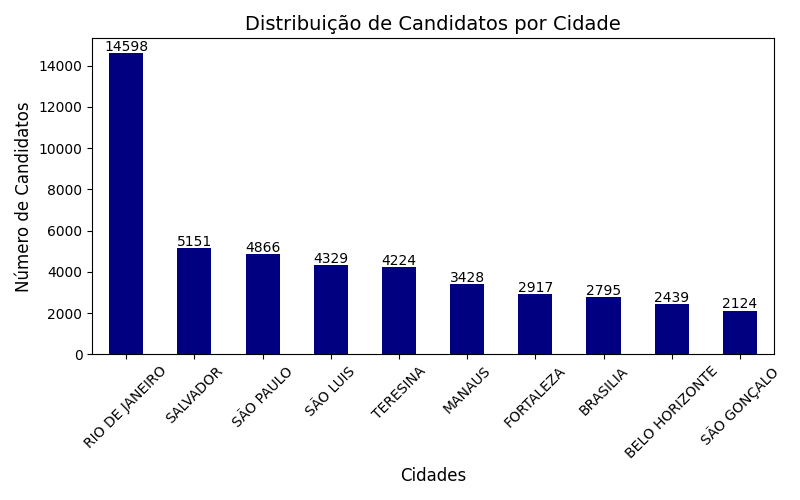 Distribuição de Candidatos por Cidade
Número de Candidatos
14000
12000
10000
8000
6000
4000
2000
0
14598
5151
4866
4329
4224
3428
2917
2795
2439
2124
RIO DE JANEIRO
SALVADOR
SÃO PAULO
SÃO LUIS
TERESINA
MANAUS
FORTALEZA
BRASILIA
BELO HORIZONTE
SÃO GONÇALO
Cidades